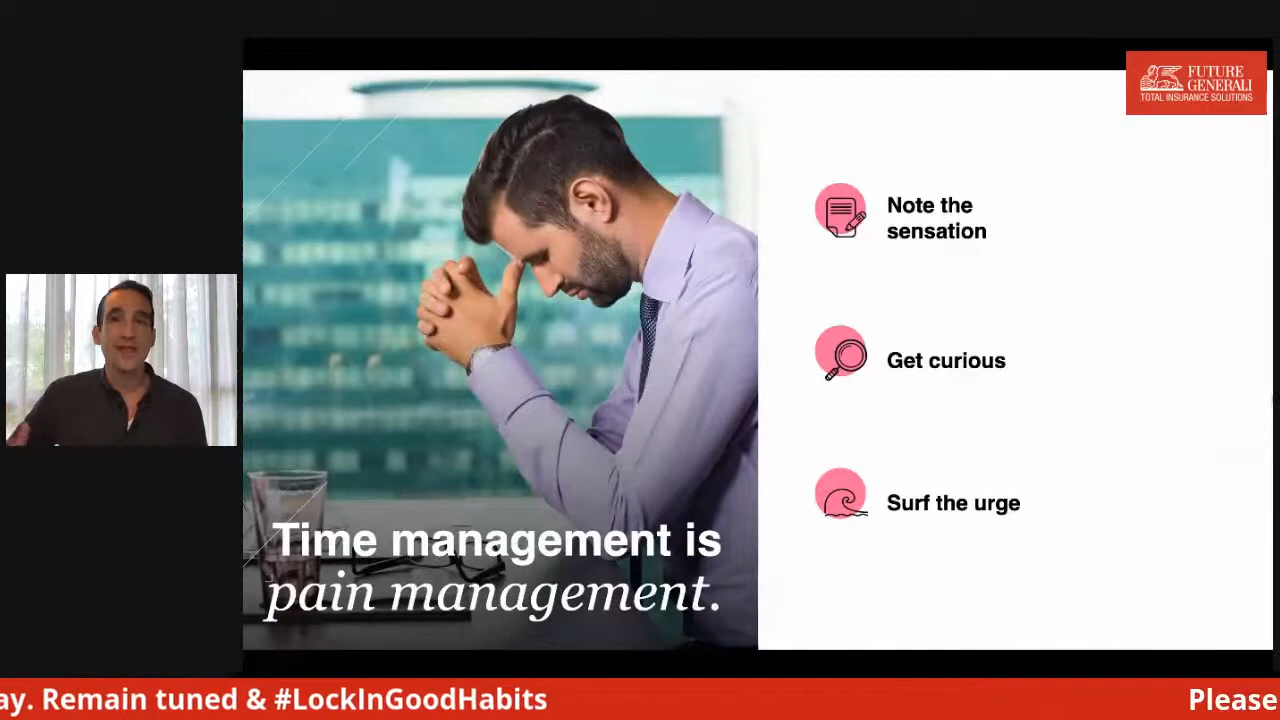 FUTURE
GENERALI
TOTAL INSURANCE SOLUTIONS
Note the
sensation
Get curious
Surf the urge
Time management is
pain management.
ay. Remain tuned & #LockInGoodHabits
Please